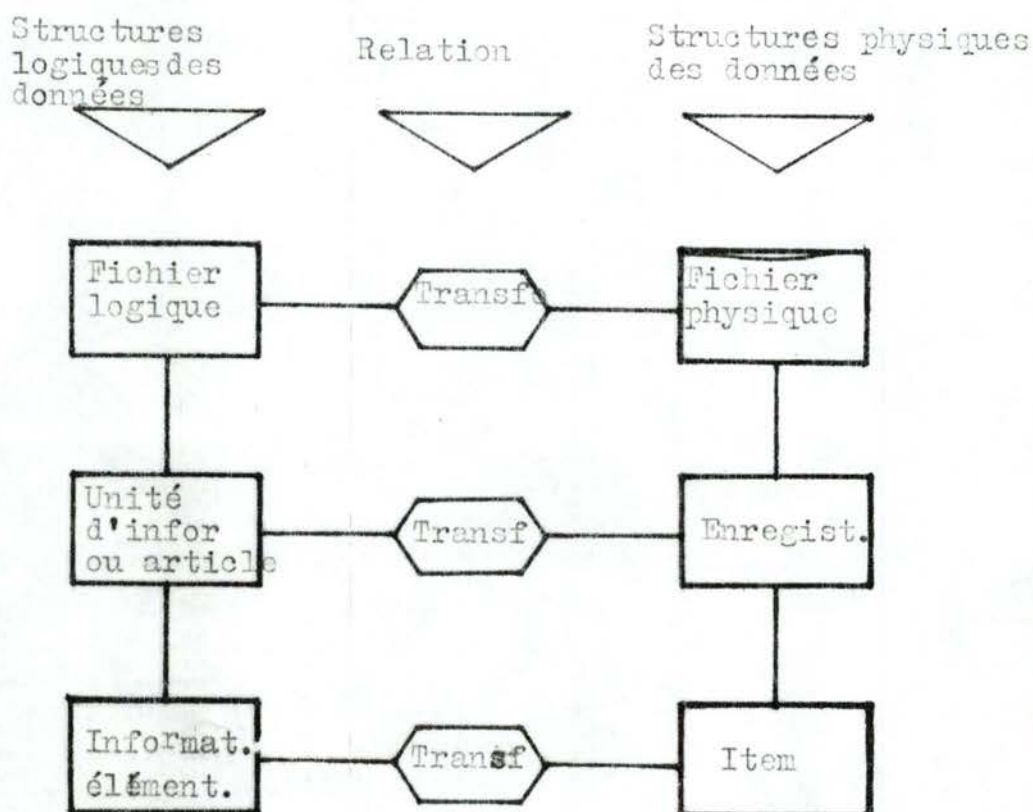 Structures
logiques des
données
Relation
Structures physiques
des données
Fichier
logique
Transfo
Fichier
physique
Unité
d'infor
ou article
Transf
Enregist.
Informat.
élément.
Transf
Item